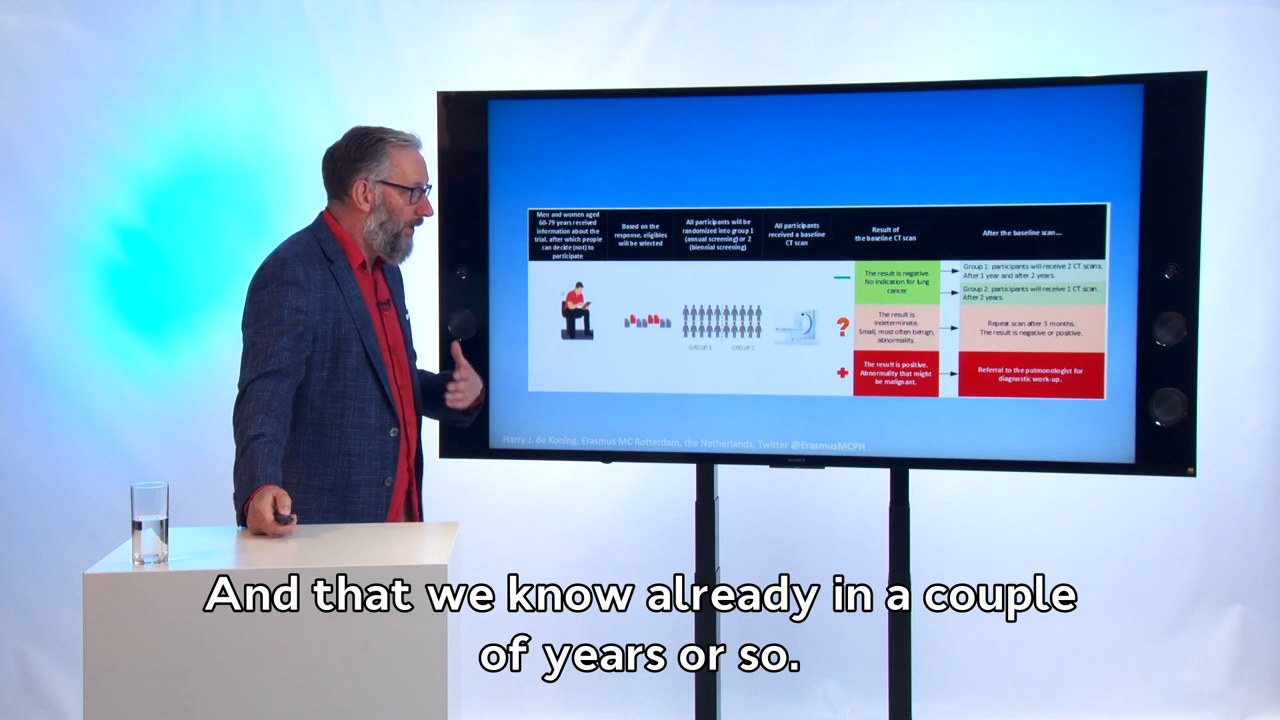 Men and women aged
60-79 years received
information about the
trial, after which people
can decide (not) to
participate
Based on the
response, eligibles
will be selected
All participants will be
randomized into group 1
(annual screening) or 2
(biennial screening)
All participants
received a baseline
CT scan
Result of
the baseline CT scan
After the baseline scan...
The result is negative.
No indication for lung
cancer
Group 1: participants will receive 2 CT scans.
After 1 year and after 2 years.
Group 2: participants will receive 1 CT scan.
After 2 years.
?
The result is
indeterminate.
Small, most often benign,
abnormality.
Repeat scan after 3 months.
The result is negative or positive.
GROUP 1
GROUP 2
The result is positive.
Abnormality that might
be malignant.
Referral to the pulmonologist for
diagnostic work-up.
Harry J. de Koning, Erasmus MC Rotterdam, the Netherlands, Twitter @ErasmusMCPH
SONY
And that we know already in a couple
of years or so.